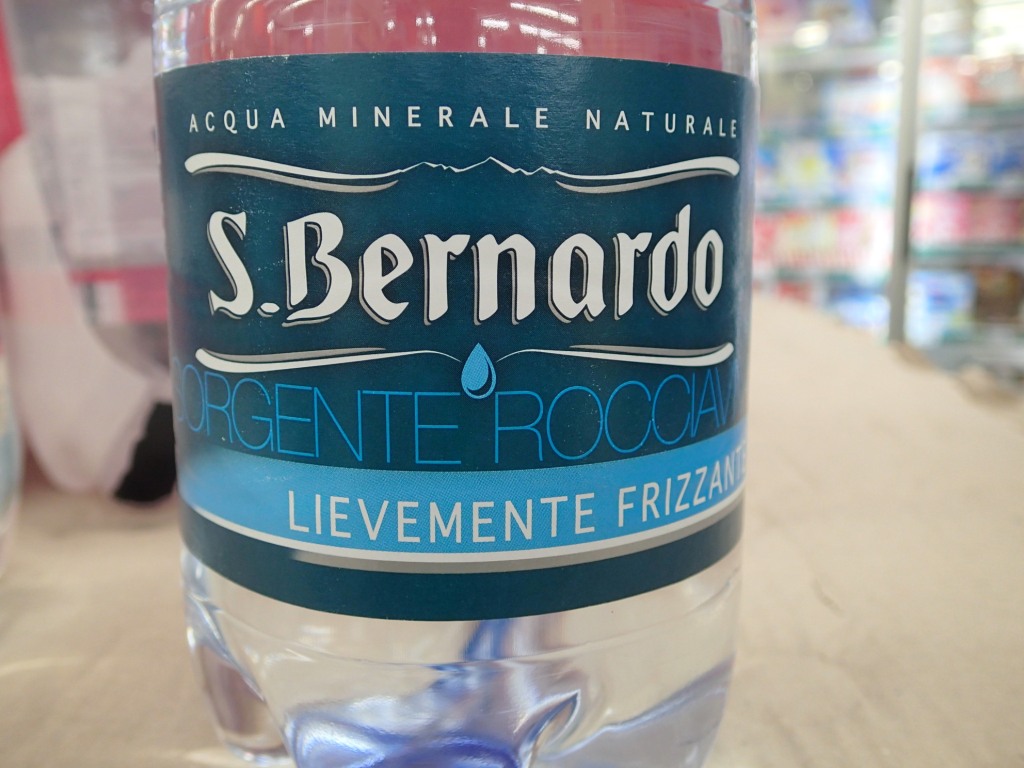 ACQUA MINERALE NATURALE
S.Bernardo
SORGENTE ROCCIAV
LIEVEMENTE FRIZZANTE